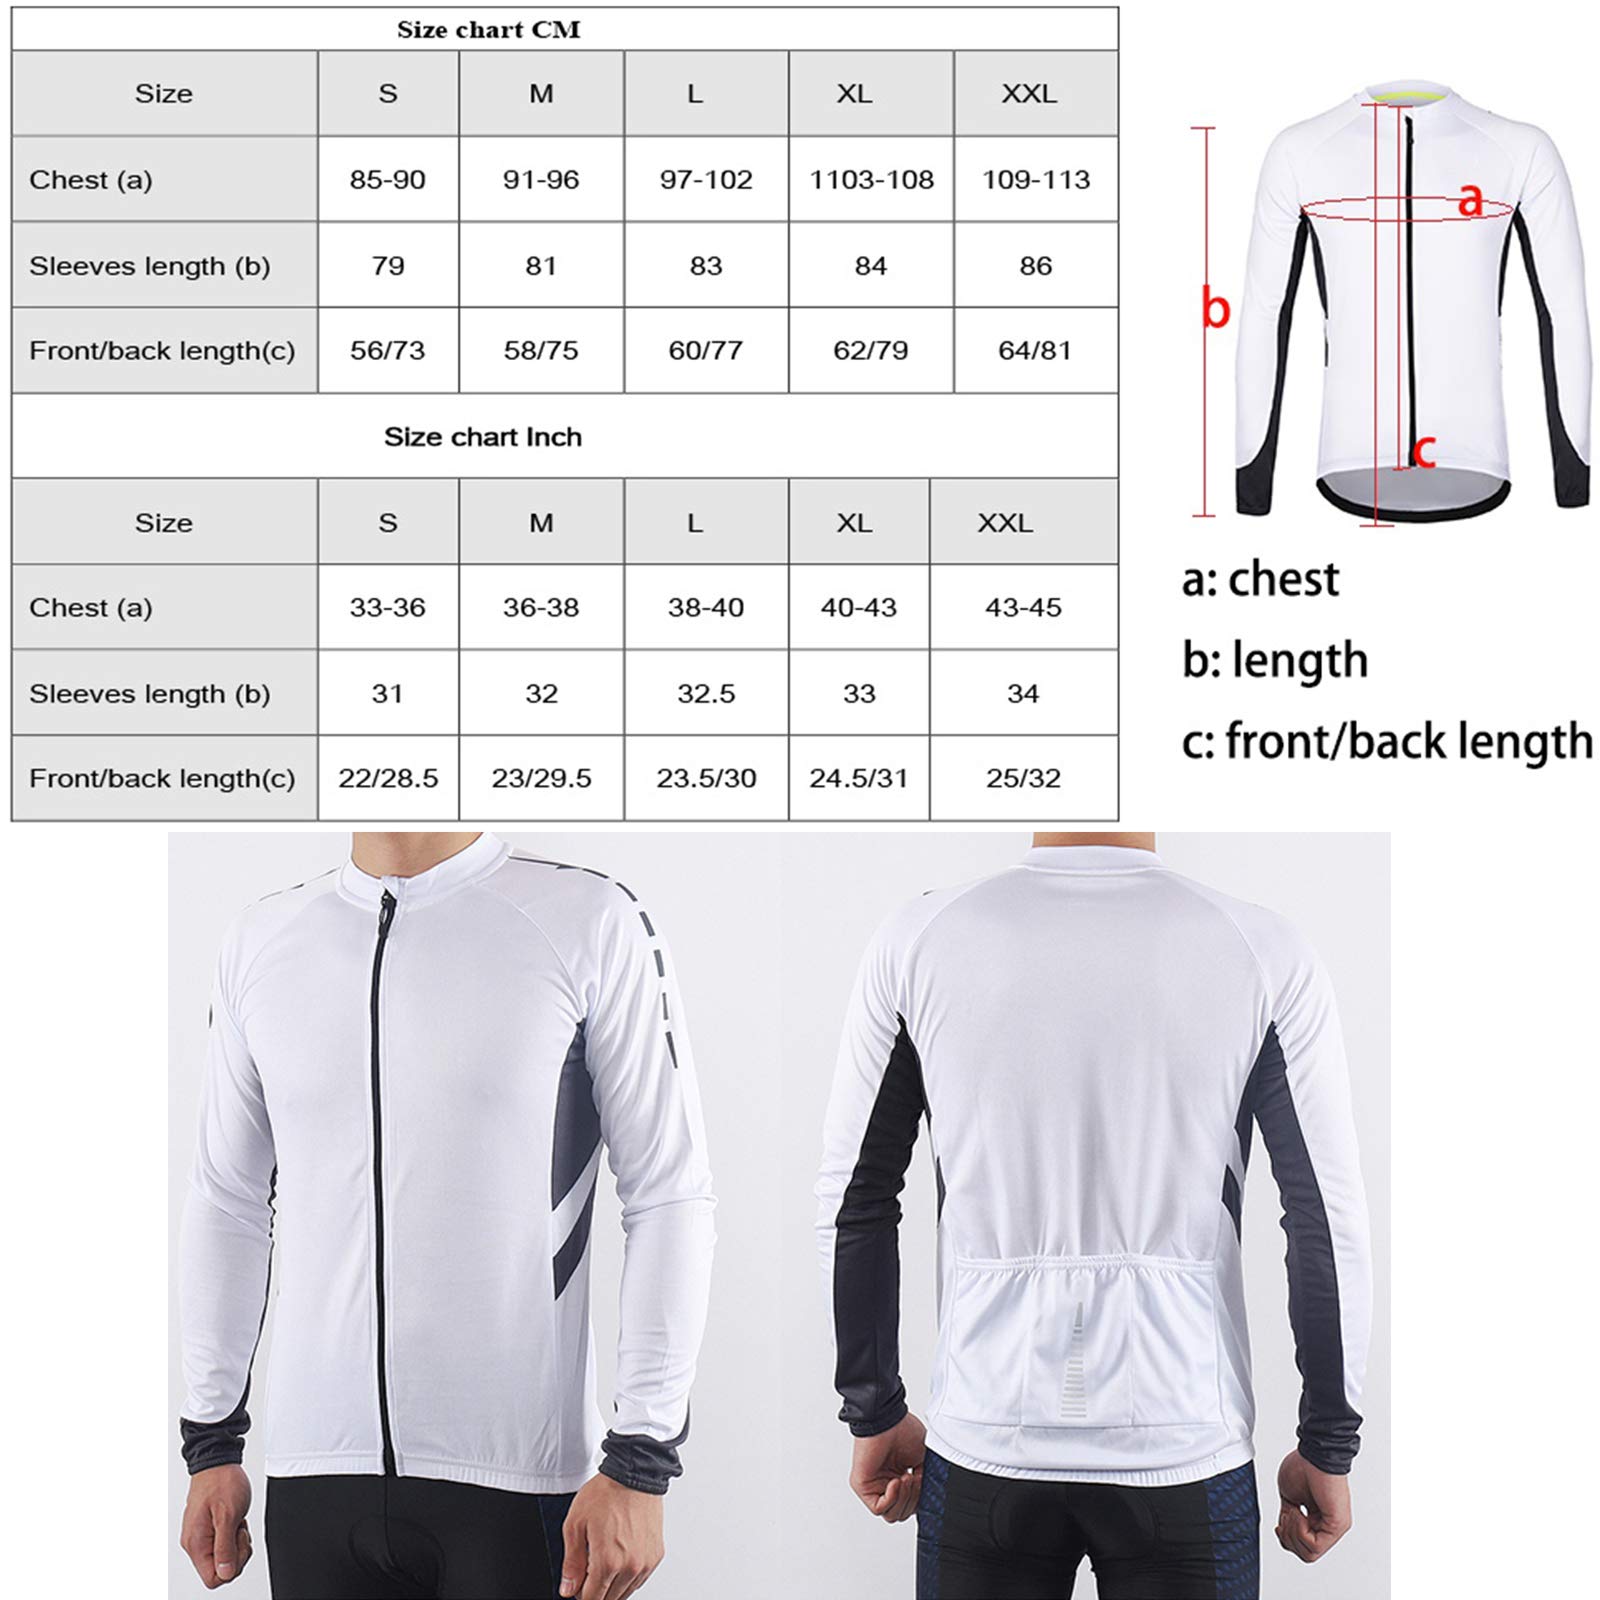 Size chart CM
Size S M L XL XXL
Chest (a) 85-90 91-96 97-102 1103-108 109-113
Sleeves length (b) 79 81 83 84 86
Front/back length(c) 56/73 58/75 60/77 62/79 64/81
Size chart Inch
Size S M L XL XXL
Chest (a) 33-36 36-38 38-40 40-43 43-45
Sleeves length (b) 31 32 32.5 33 34
Front/back length(c) 22/28.5 23/29.5 23.5/30 24.5/31 25/32
a
b
c
a: chest
b: length
c: front/back length